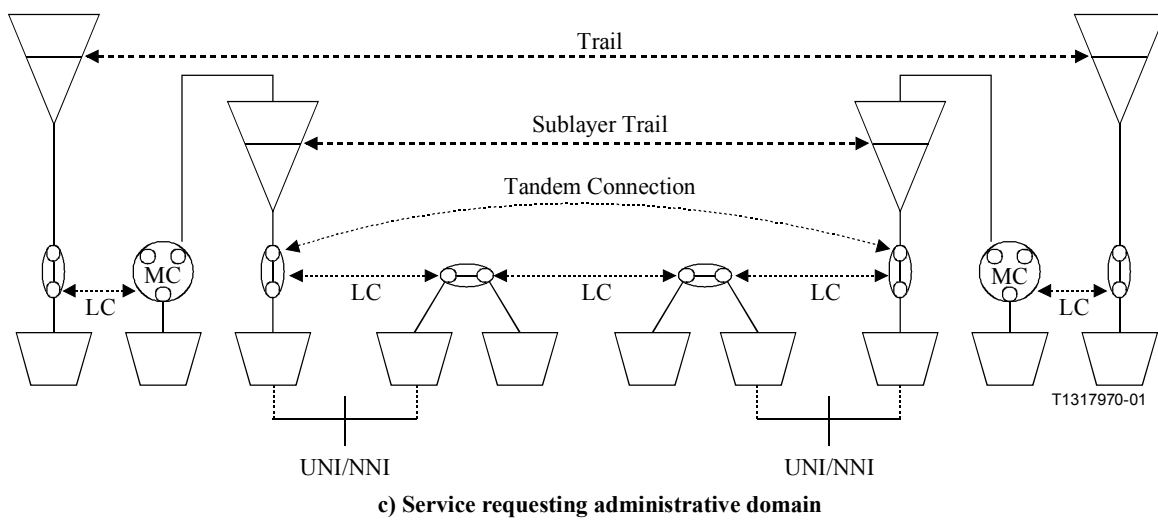 Trail
Sublayer Trail
Tandem Connection
MC
MC
LC
LC
LC
LC
LC
T1317970-01
UNI/NNI
UNI/NNI
c) Service requesting administrative domain